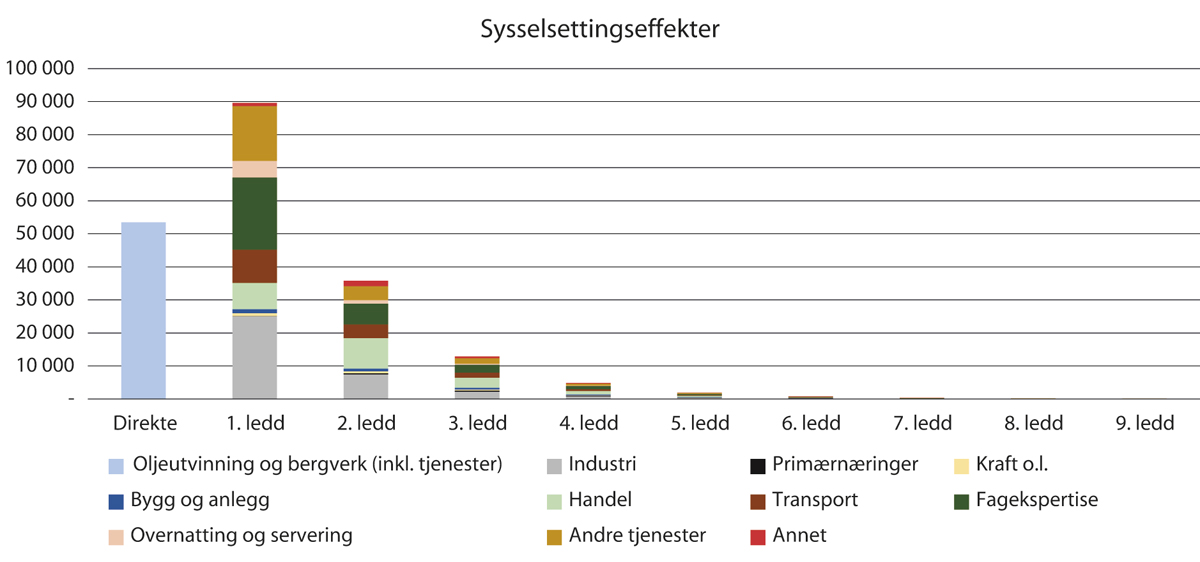 Sysselsettingseffekter
100 000
90 000
80 000
70 000
60 000
50 000
40 000
30 000
20 000
10 000
-
Direkte 1. ledd 2. ledd 3. ledd 4. ledd 5. ledd 6. ledd 7. ledd 8. ledd 9. ledd
Oljeutvinning og bergverk (inkl. tjenester) Industri Primærnæringer Kraft o.l.
Bygg og anlegg Handel Transport Fagekspertise
Overnatting og servering Andre tjenester Annet